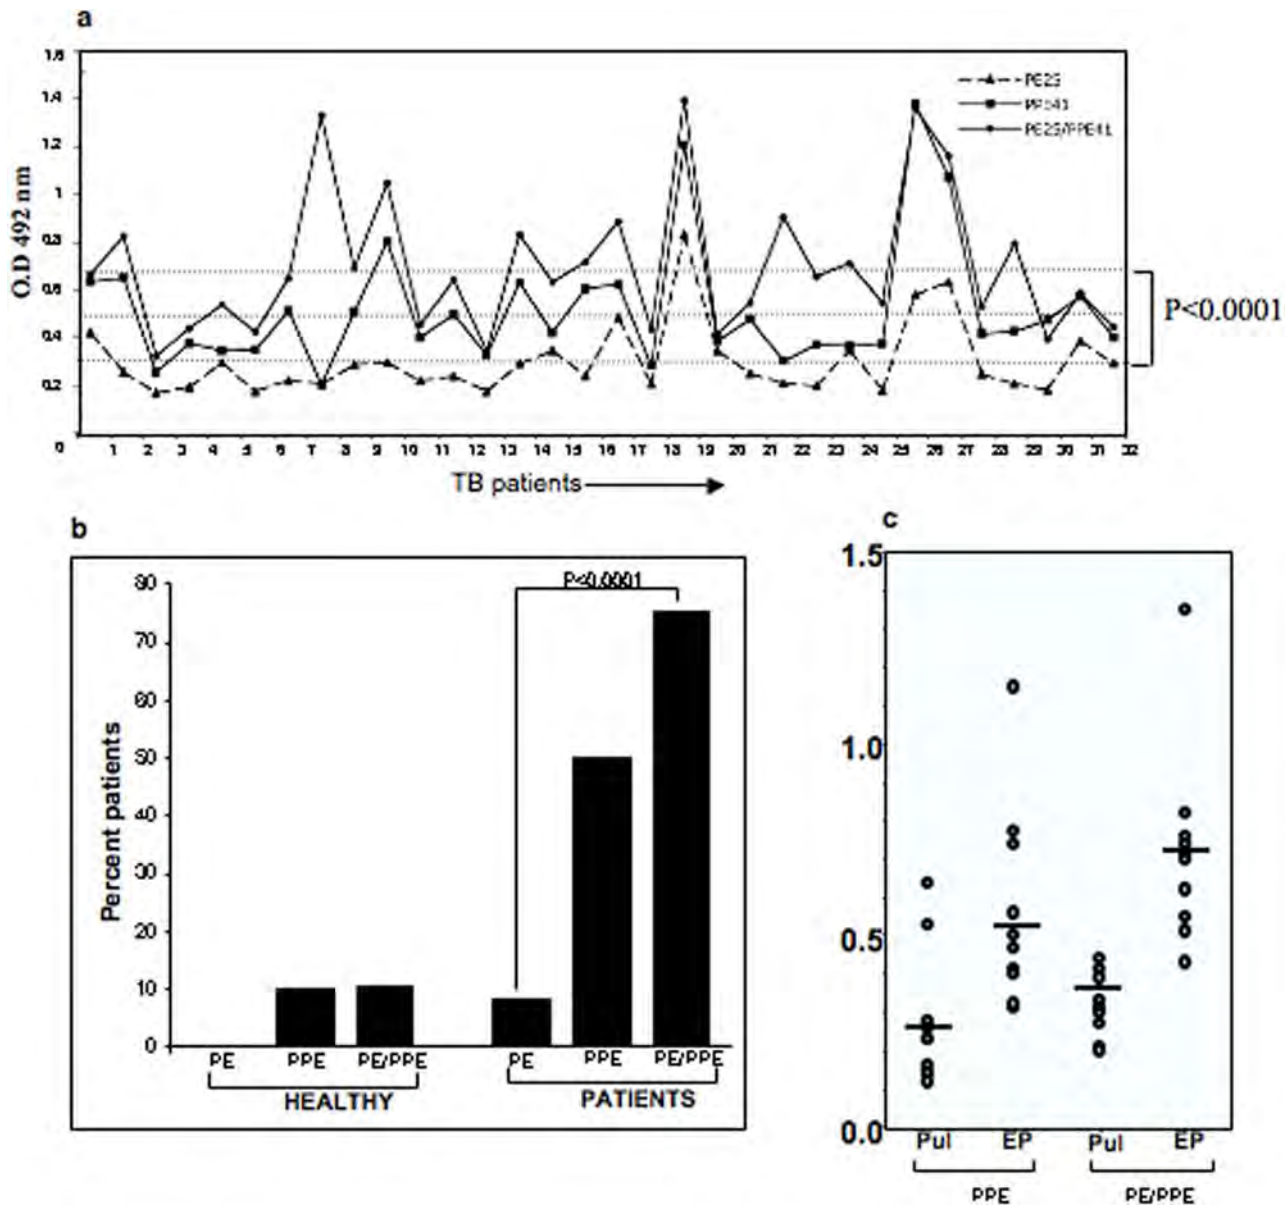 a
1.6
1.4
1.2
1
0.8
0.6
0.4
0.2
0
O.D 492 nm
PE25
PPE41
PE25/PPE41
P<0.0001
1 2 3 4 5 6 7 8 9 10 11 12 13 14 15 16 17 18 19 20 21 22 23 24 25 26 27 28 29 30 31 32
TB patients
b
80
70
60
50
40
30
20
10
0
Percent patients
P<0.0001
PE PPE PE/PPE PE PPE PE/PPE
HEALTHY PATIENTS
c
1.5
1.0
0.5
0.0
Pul EP Pul EP
PPE PE/PPE